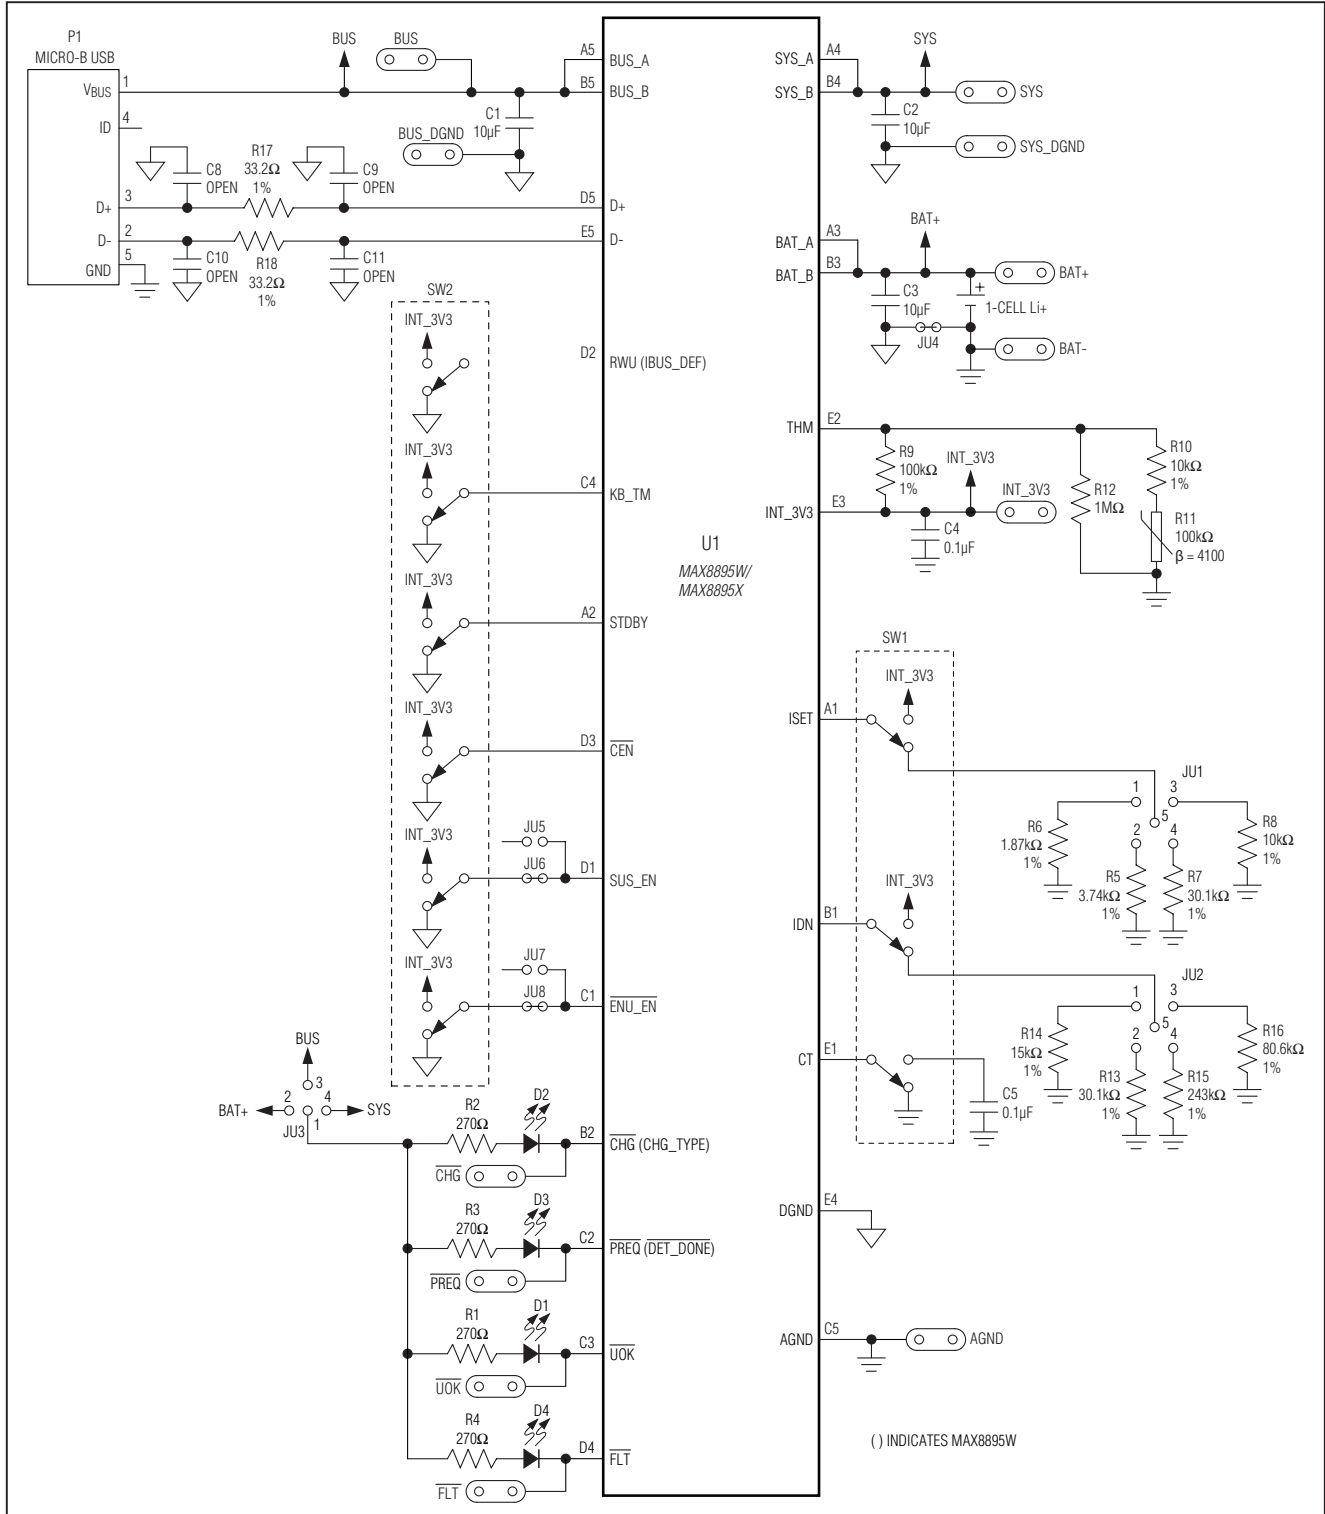 P1
MICRO-B USB
VBUS
1
ID
4
D+
3
D-
2
GND
5
BUS
BUS
BUS_DGND
C1
10µF
C8
OPEN
R17
33.2Ω
1%
C9
OPEN
C10
OPEN
R18
33.2Ω
1%
C11
OPEN
A5
BUS_A
B5
BUS_B
D5
D+
E5
D-
SW2
INT_3V3
D2
RWU (IBUS_DEF)
INT_3V3
C4
KB_TM
INT_3V3
A2
STDBY
INT_3V3
D3
CEN
INT_3V3
JU5
JU6
D1
SUS_EN
INT_3V3
JU7
JU8
C1
ENU_EN
BUS
3
BAT+
2
4
SYS
JU3
1
R2
270Ω
D2
B2
CHG (CHG_TYPE)
CHG
R3
270Ω
D3
C2
PREQ (DET_DONE)
PREQ
R1
270Ω
D1
C3
UOK
UOK
R4
270Ω
D4
D4
FLT
FLT
U1
MAX8895W/
MAX8895X
SYS_A
A4
SYS_B
B4
SYS
SYS
C2
10µF
SYS_DGND
BAT_A
A3
BAT_B
B3
BAT+
BAT+
C3
10µF
+
1-CELL Li+
JU4
BAT-
THM
E2
R9
100kΩ
1%
INT_3V3
INT_3V3
INT_3V3
E3
C4
0.1µF
R12
1MΩ
R10
10kΩ
1%
R11
100kΩ
β = 4100
SW1
INT_3V3
ISET
A1
JU1
1
3
5
2
4
R6
1.87kΩ
1%
R5
3.74kΩ
1%
R7
30.1kΩ
1%
R8
10kΩ
1%
INT_3V3
IDN
B1
JU2
1
3
5
2
4
R14
15kΩ
1%
R13
30.1kΩ
1%
R15
243kΩ
1%
R16
80.6kΩ
1%
CT
E1
C5
0.1µF
DGND
E4
AGND
C5
AGND
( ) INDICATES MAX8895W